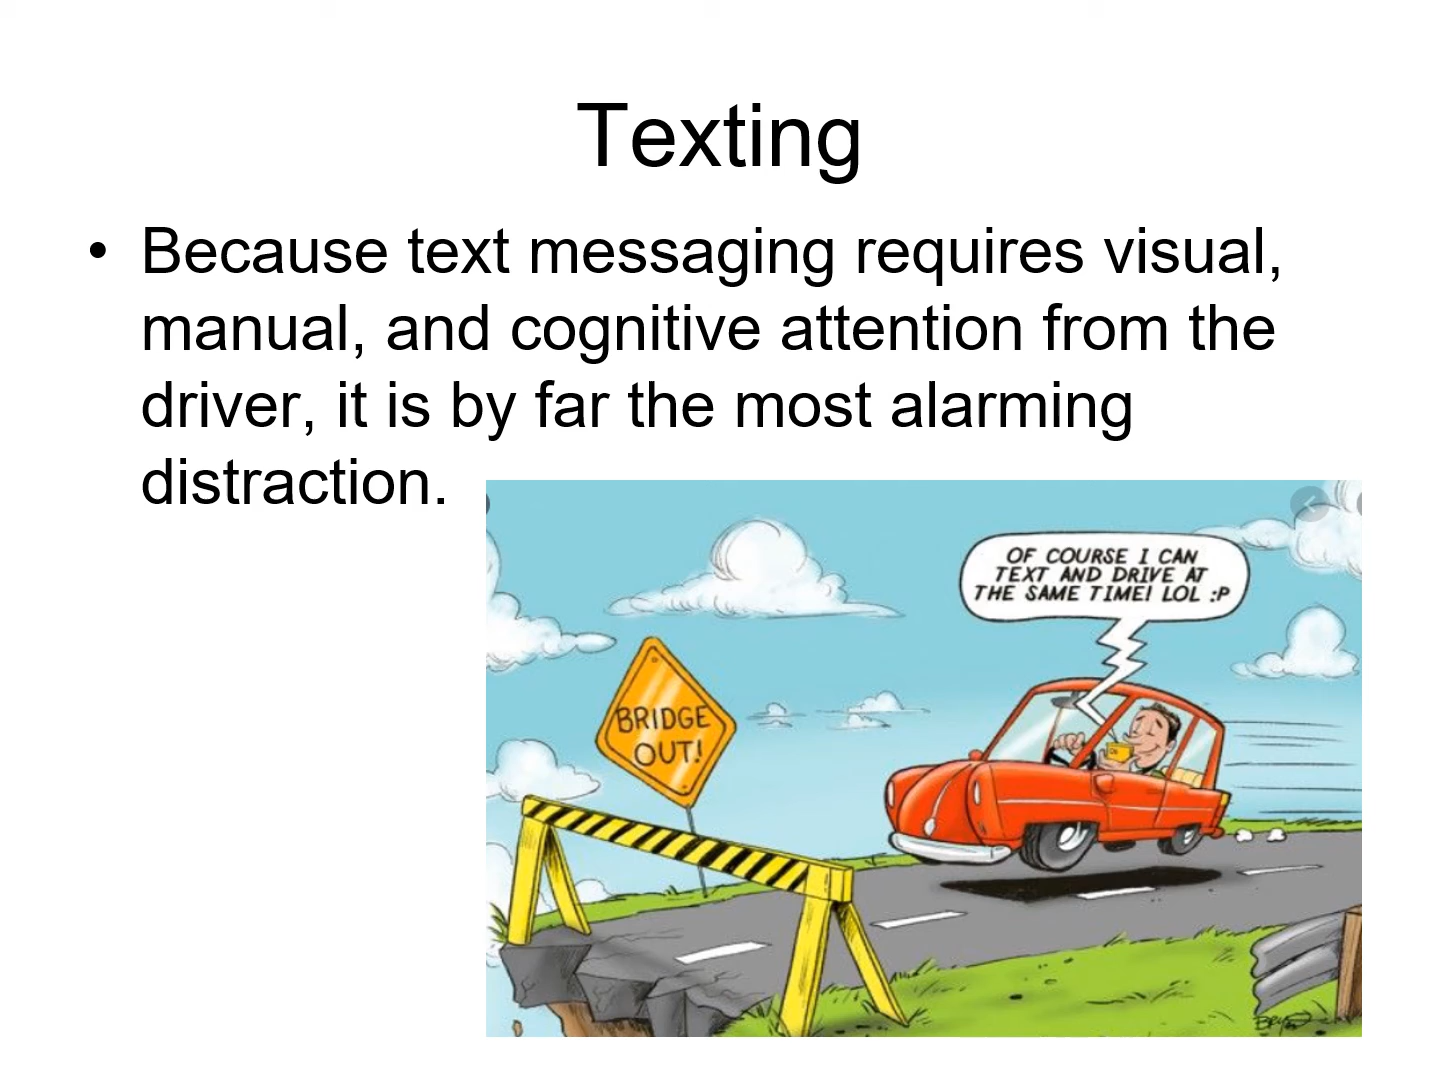 Texting
• Because text messaging requires visual,
manual, and cognitive attention from the
driver, it is by far the most alarming
distraction.
OF COURSE I CAN
TEXT AND DRIVE AT
THE SAME TIME! LOL :P
BRIDGE
OUT!